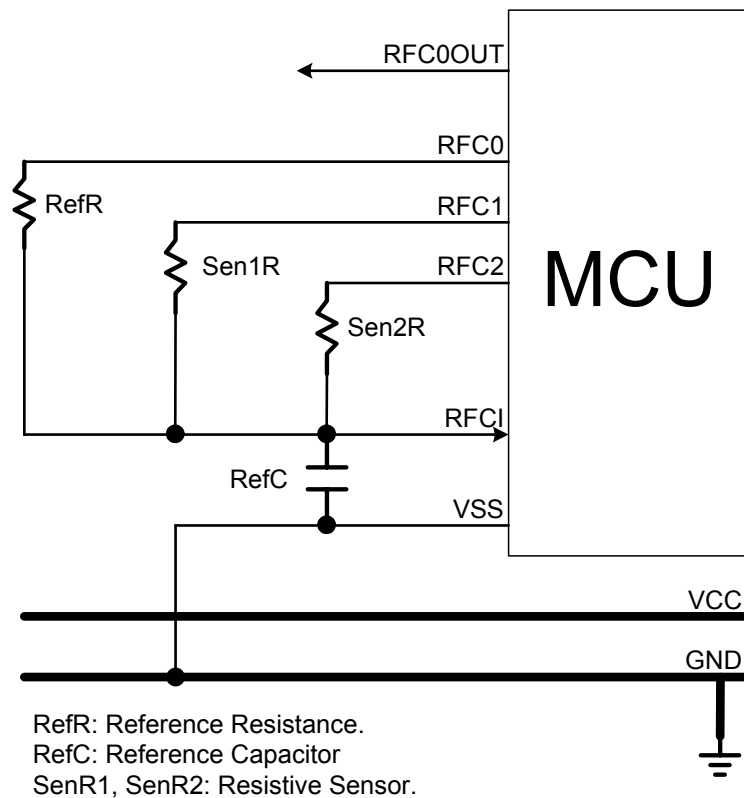 RFC0OUT
RFC0
RefR
RFC1
Sen1R
RFC2
MCU
Sen2R
RFCI
RefC
VSS
VCC
GND
RefR: Reference Resistance.
RefC: Reference Capacitor
SenR1, SenR2: Resistive Sensor.